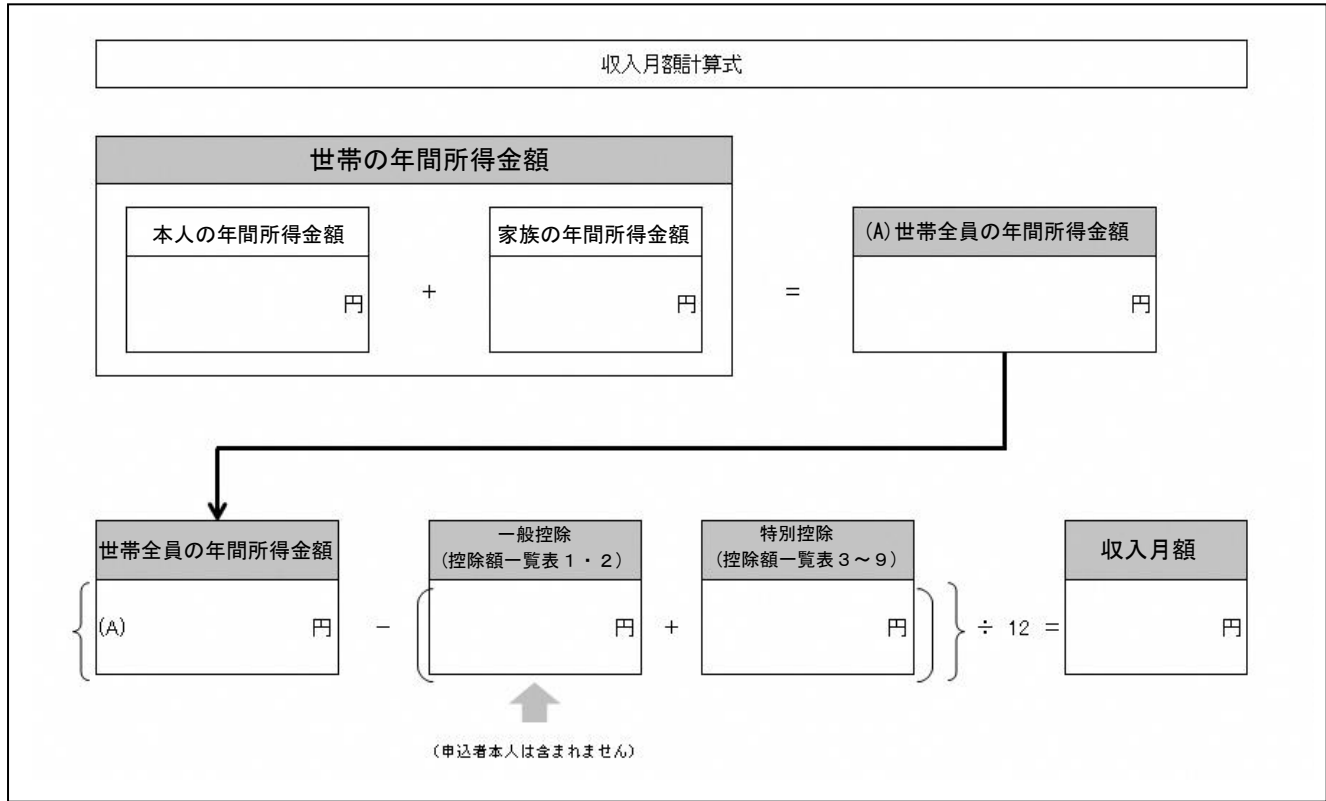 収入月額計算式
世帯の年間所得金額
本人の年間所得金額
家族の年間所得金額
(A)世帯全員の年間所得金額
円
+
円
=
円
世帯全員の年間所得金額
一般控除
(控除額一覧表1・2)
特別控除
(控除額一覧表3～9)
収入月額
{(A) 円 - ( 円 + 円 ) } ÷ 12 = 円
(申込者本人は含まれません)